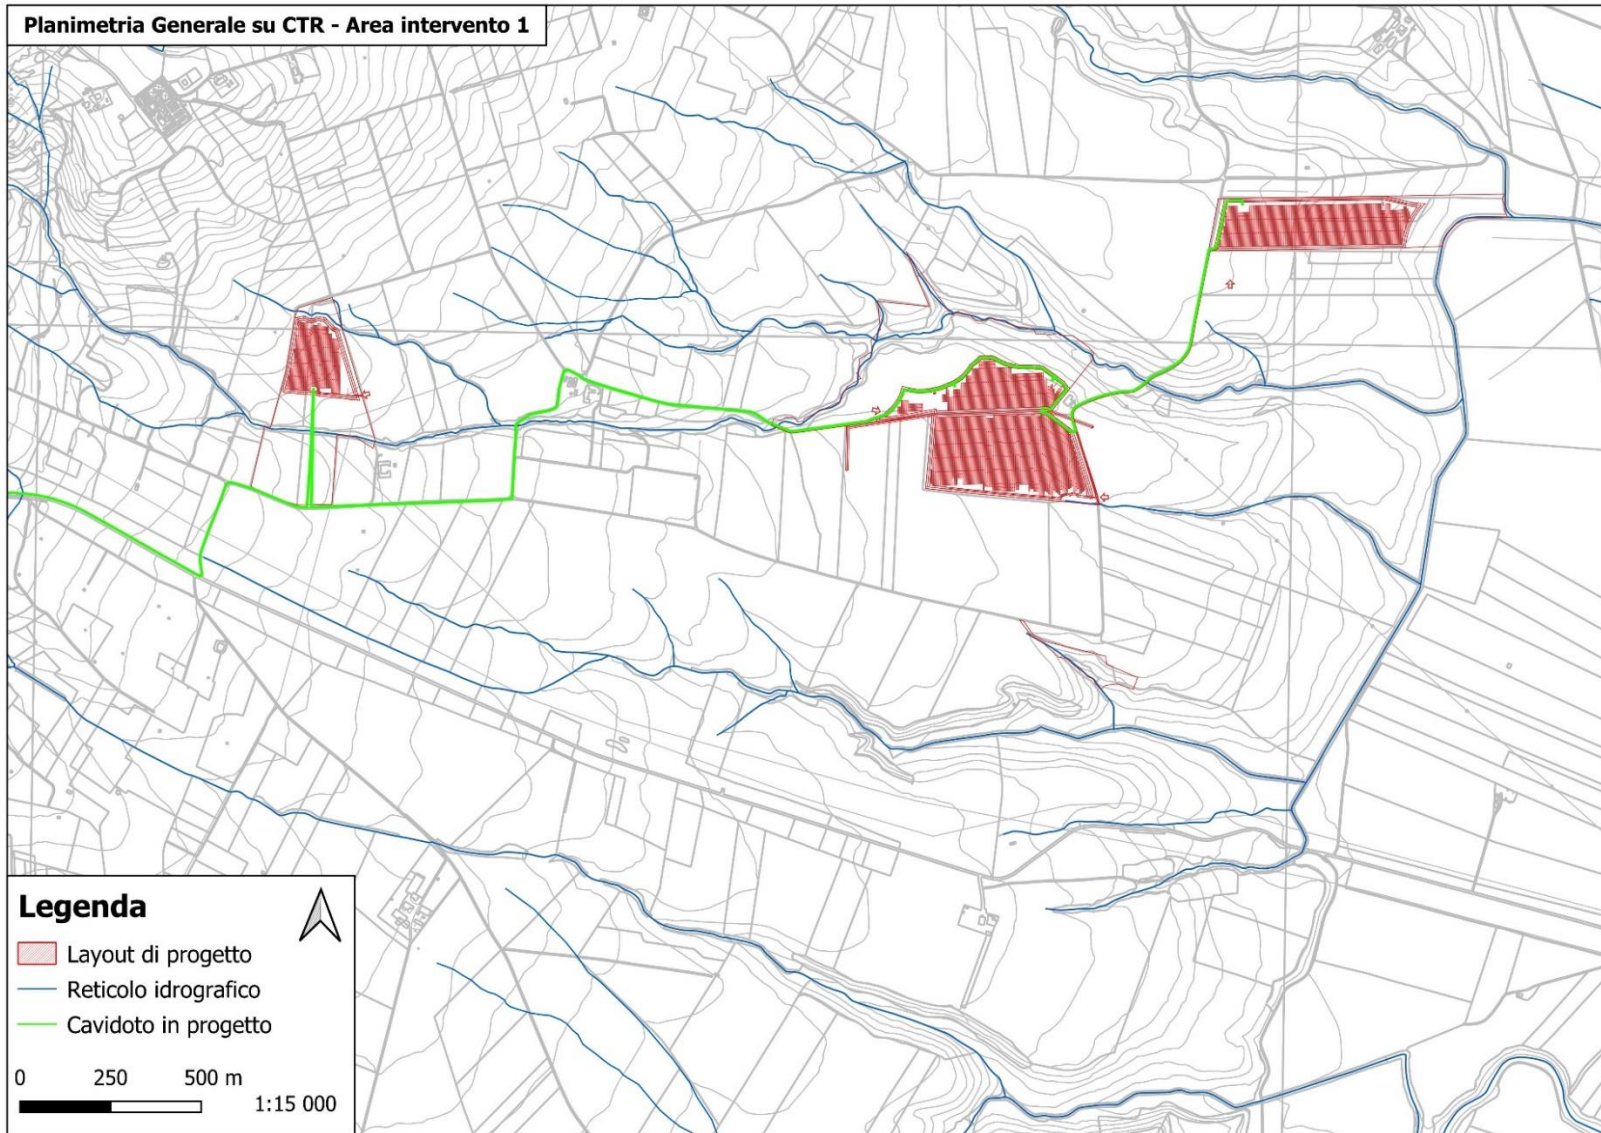 Planimetria Generale su CTR - Area intervento 1
Legenda
Layout di progetto
Reticolo idrografico
Cavidoto in progetto
0 250 500 m
1:15 000